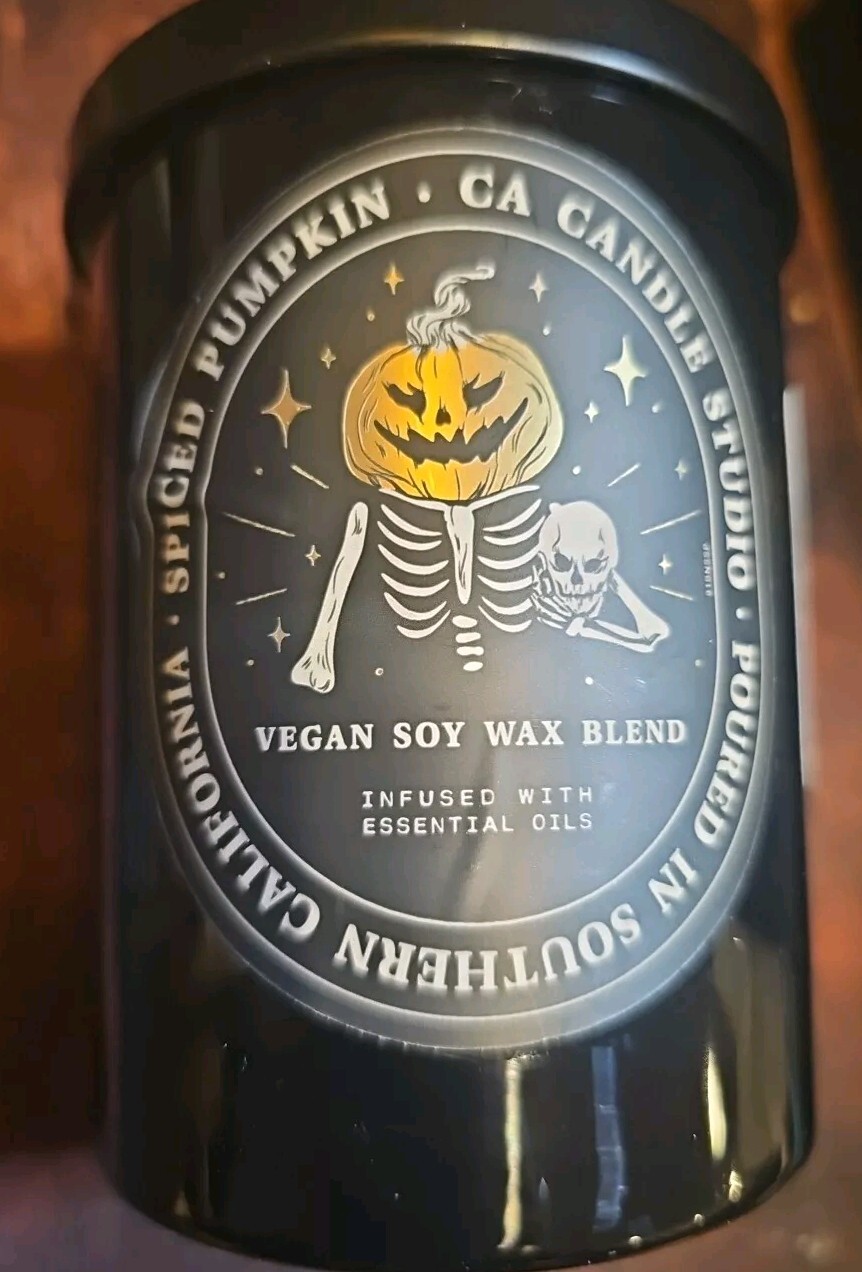 SPICED PUMPKIN · CA CANDLE STUDIO · POURED IN SOUTHERN CALIFORNIA ·
VEGAN SOY WAX BLEND
INFUSED WITH
ESSENTIAL OILS